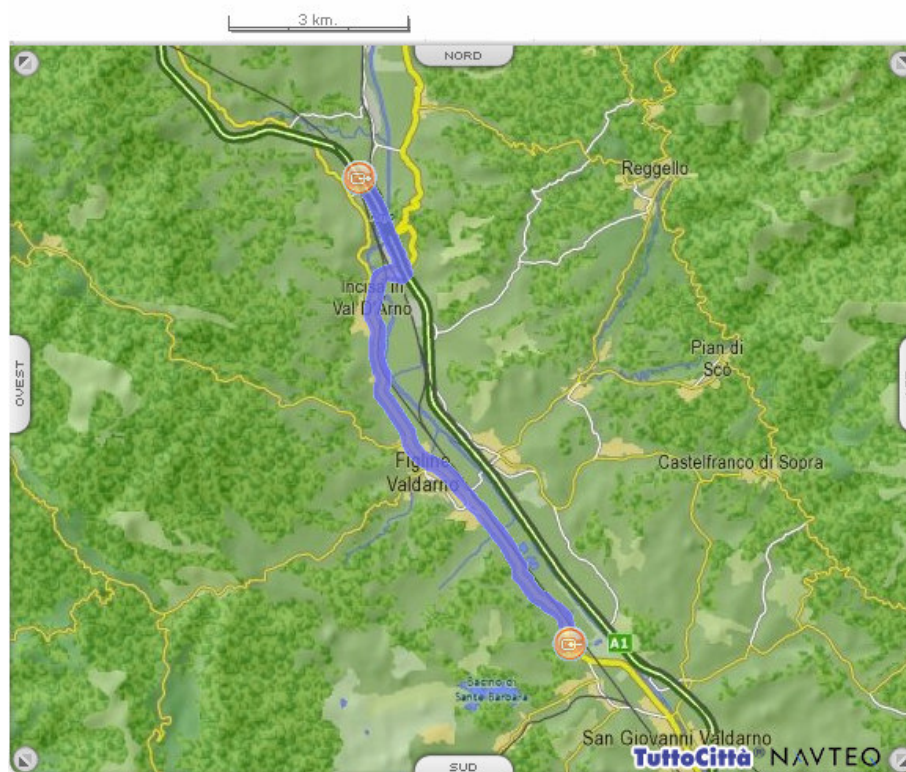 3 km.
NORD
Reggello
Incisa in
Val D'Arno
OVEST
Pian di
Scò
Figline
Valdarno
Castelfranco di Sopra
A1
Bacino di
Santa Barbara
San Giovanni Valdarno
TuttoCittà® NAVTEQ
SUD